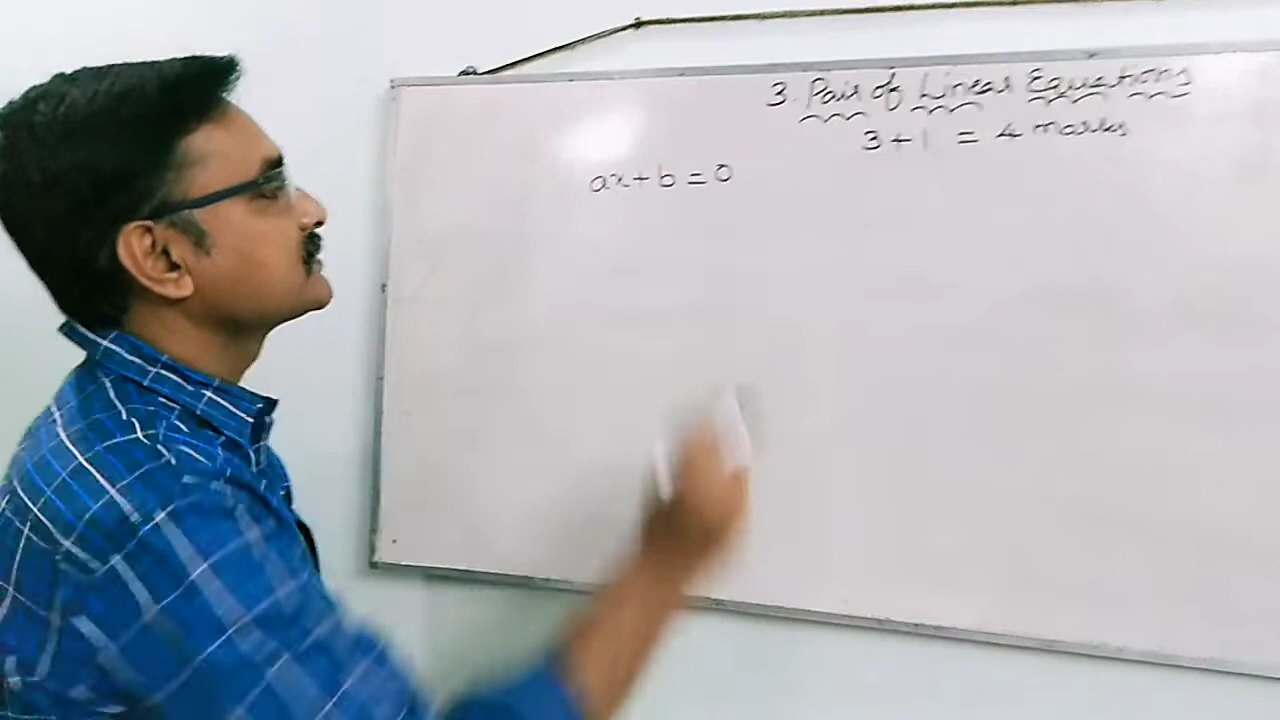 3. Pair of Linear Equations
3+1 = 4 marks
ax+b=0